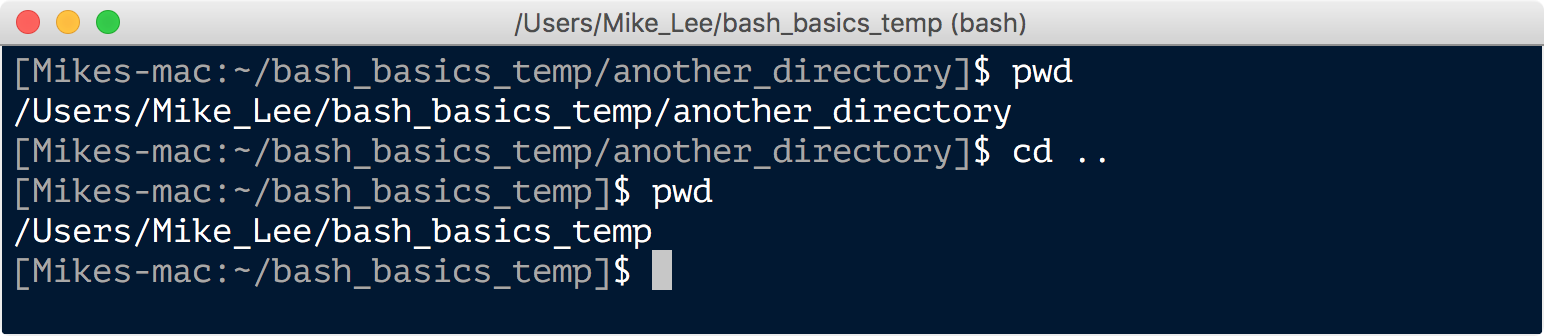 /Users/Mike_Lee/bash_basics_temp (bash)
[Mikes-mac:~/bash_basics_temp/another_directory]$ pwd
/Users/Mike_Lee/bash_basics_temp/another_directory
[Mikes-mac:~/bash_basics_temp/another_directory]$ cd ..
[Mikes-mac:~/bash_basics_temp]$ pwd
/Users/Mike_Lee/bash_basics_temp
[Mikes-mac:~/bash_basics_temp]$